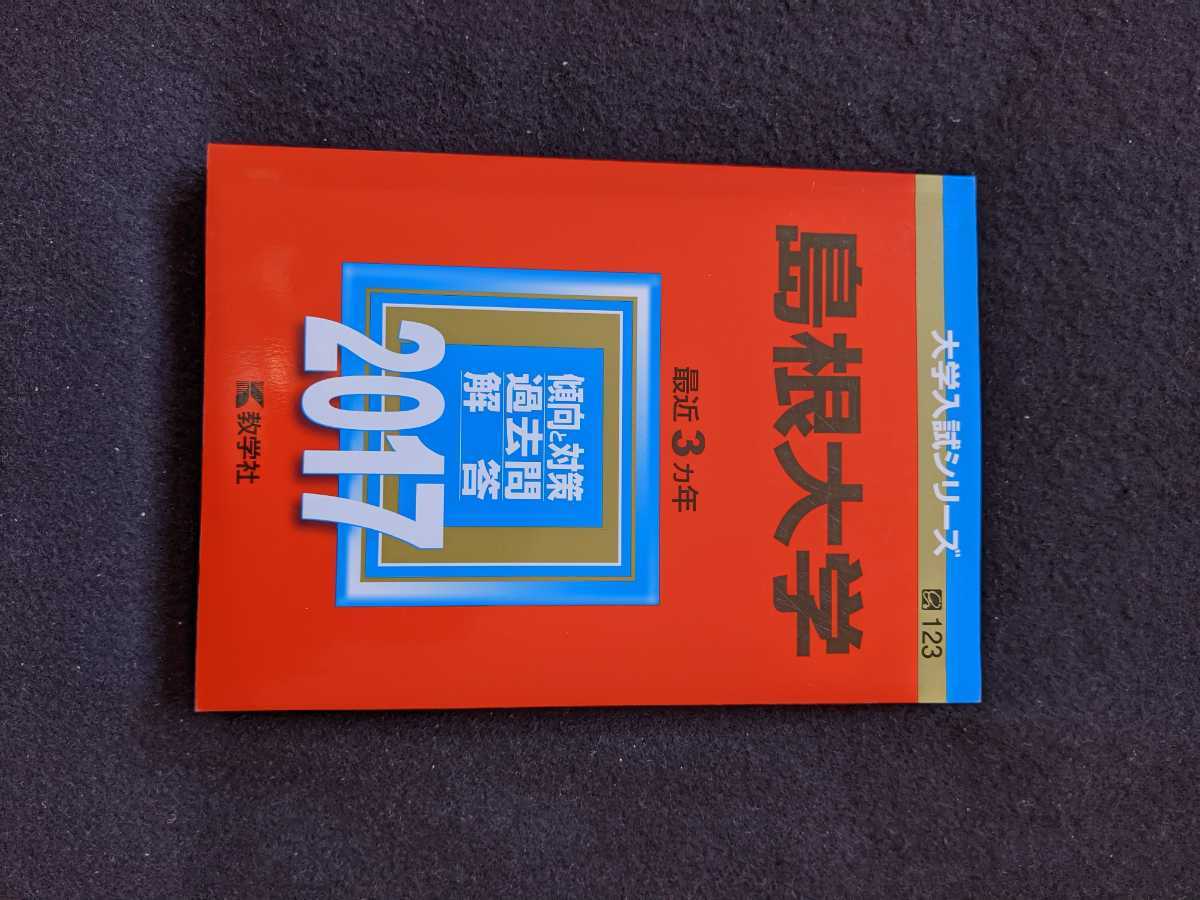 大学入試シリーズ
123
島根大学
最近3カ年
傾向と対策
過去問
解答
2017
教学社